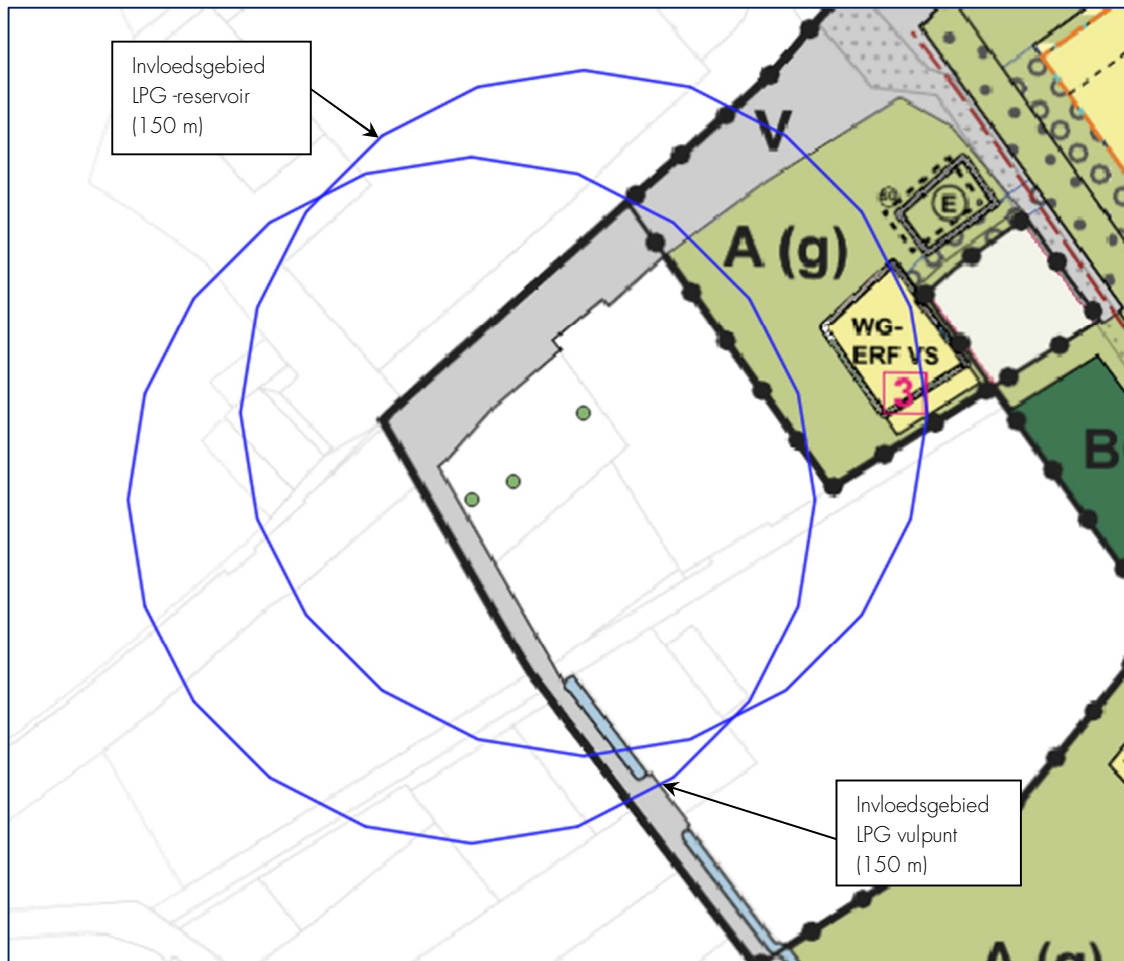 Invloedsgebied
LPG -reservoir
(150 m)
V
E
A (g)
WG-
ERF VS
3
B
Invloedsgebied
LPG vulpunt
(150 m)
A (g)